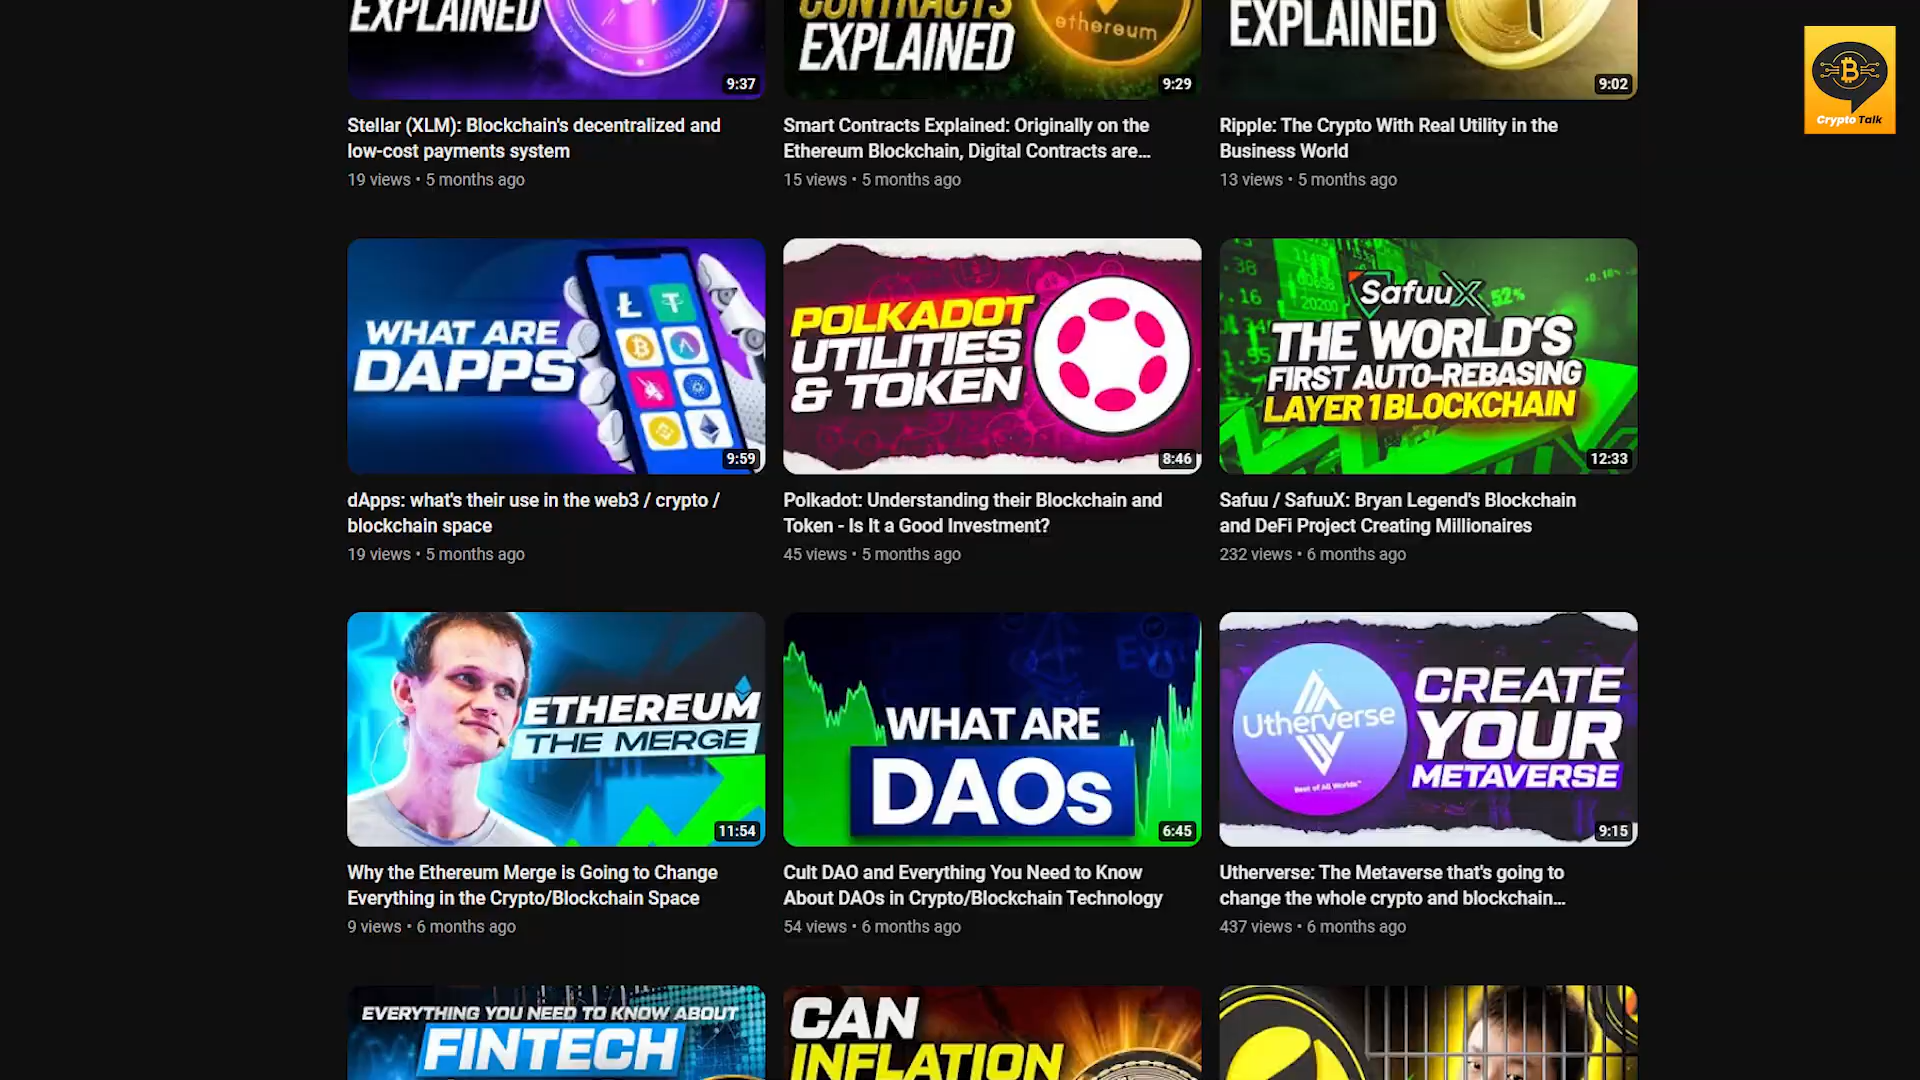 EXPLAINED
9:37
CONTRACTS
EXPLAINED
ethereum
9:29
EXPLAINED
9:02
Crypto Talk
Stellar (XLM): Blockchain's decentralized and
low-cost payments system
19 views • 5 months ago
Smart Contracts Explained: Originally on the
Ethereum Blockchain, Digital Contracts are...
15 views • 5 months ago
Ripple: The Crypto With Real Utility in the
Business World
13 views • 5 months ago
WHAT ARE
DAPPS
9:59
POLKADOT
UTILITIES
& TOKEN
8:46
SafuuX
THE WORLD'S
FIRST AUTO-REBASING
LAYER 1 BLOCKCHAIN
12:33
dApps: what's their use in the web3 / crypto /
blockchain space
19 views • 5 months ago
Polkadot: Understanding their Blockchain and
Token - Is It a Good Investment?
45 views • 5 months ago
Safuu / SafuuX: Bryan Legend's Blockchain
and DeFi Project Creating Millionaires
232 views • 6 months ago
ETHEREUM
THE MERGE
11:54
WHAT ARE
DAOs
6:45
Utherverse
Best of All Worlds™
CREATE
YOUR
METAVERSE
9:15
Why the Ethereum Merge is Going to Change
Everything in the Crypto/Blockchain Space
9 views • 6 months ago
Cult DAO and Everything You Need to Know
About DAOs in Crypto/Blockchain Technology
54 views • 6 months ago
Utherverse: The Metaverse that's going to
change the whole crypto and blockchain...
437 views • 6 months ago
EVERYTHING YOU NEED TO KNOW ABOUT
FINTECH
CAN
INFLATION